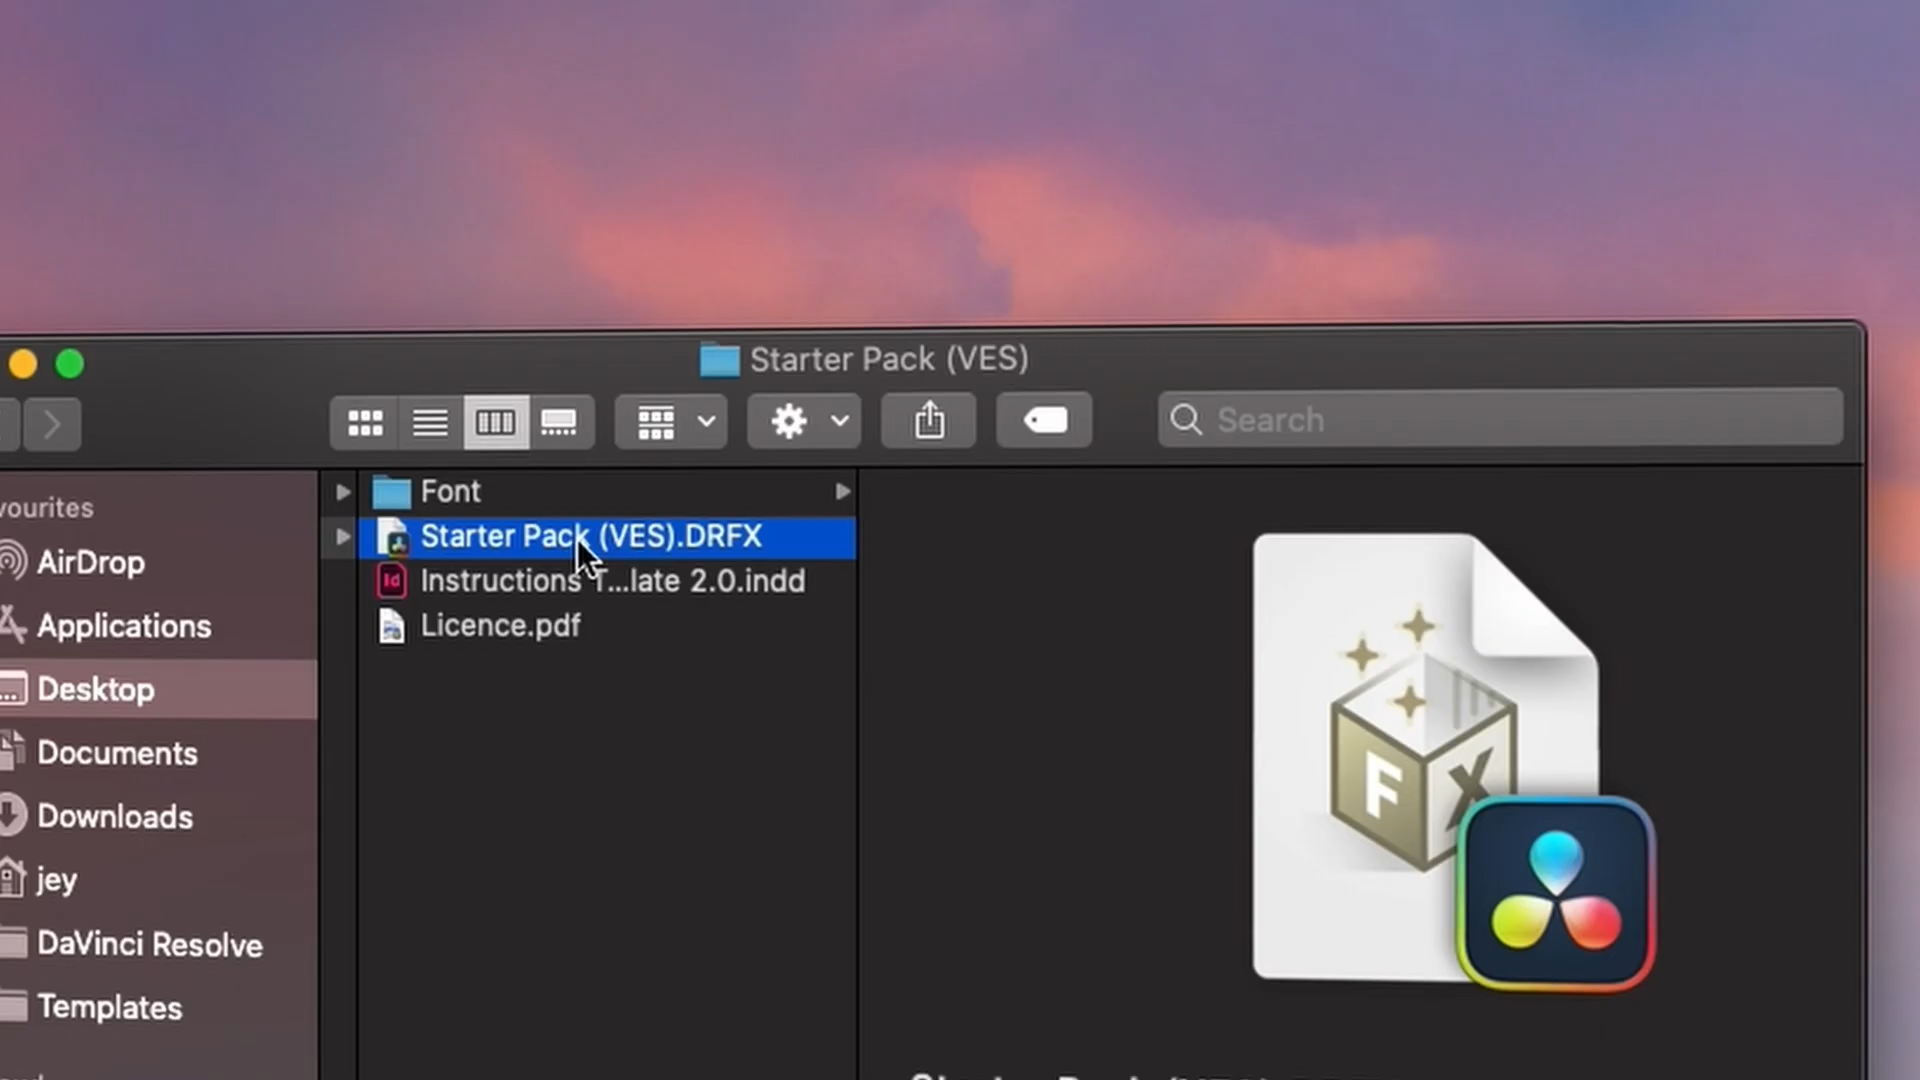 Starter Pack (VES)
Search
vourites
AirDrop
Applications
Desktop
Documents
Downloads
jey
DaVinci Resolve
Templates
Font
Starter Pack (VES).DRFX
Instructions T...late 2.0.indd
Licence.pdf
FX